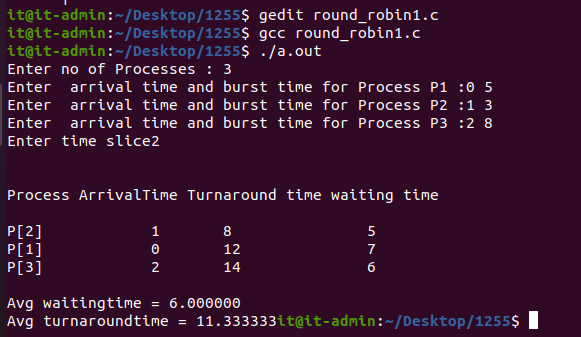 it@it-admin:~/Desktop/1255$ gedit round_robin1.c
it@it-admin:~/Desktop/1255$ gcc round_robin1.c
it@it-admin:~/Desktop/1255$ ./a.out
Enter no of Processes : 3
Enter  arrival time and burst time for Process P1 :0 5
Enter  arrival time and burst time for Process P2 :1 3
Enter  arrival time and burst time for Process P3 :2 8
Enter time slice2
Process ArrivalTime Turnaround time waiting time
P[2] 1 8 5
P[1] 0 12 7
P[3] 2 14 6
Avg waitingtime = 6.000000
Avg turnaroundtime = 11.333333it@it-admin:~/Desktop/1255$